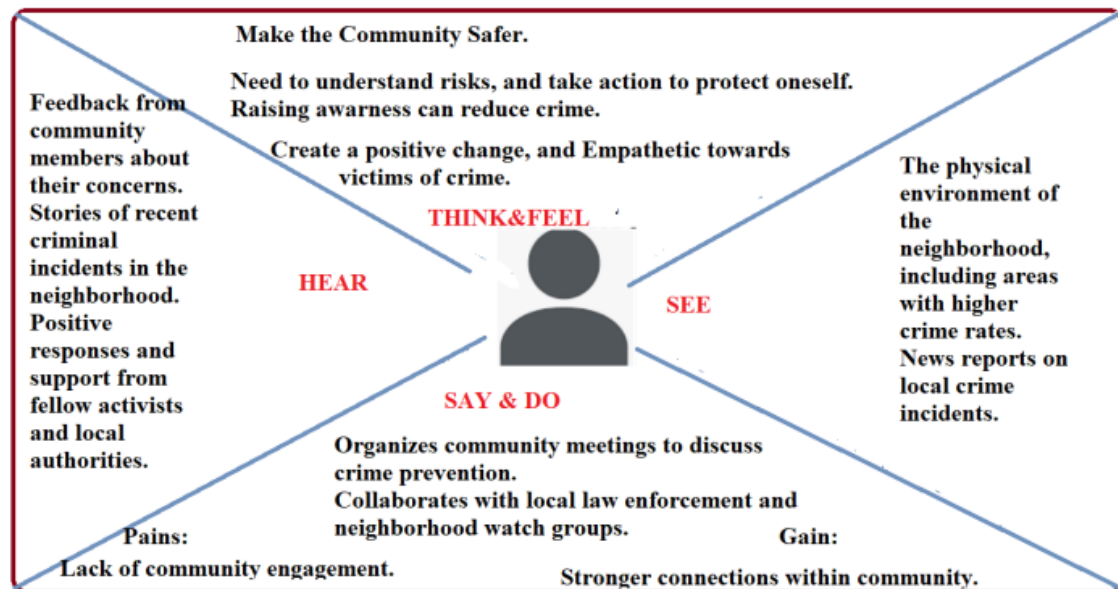 Make the Community Safer.
Need to understand risks, and take action to protect oneself.
Raising awarness can reduce crime.
Create a positive change, and Empathetic towards
victims of crime.
THINK&FEEL
Feedback from
community
members about
their concerns.
Stories of recent
criminal
incidents in the
neighborhood.
Positive
responses and
support from
fellow activists
and local
authorities.
HEAR
SEE
The physical
environment of
the
neighborhood,
including areas
with higher
crime rates.
News reports on
local crime
incidents.
SAY & DO
Organizes community meetings to discuss
crime prevention.
Collaborates with local law enforcement and
neighborhood watch groups.
Pains:
Lack of community engagement.
Gain:
Stronger connections within community.